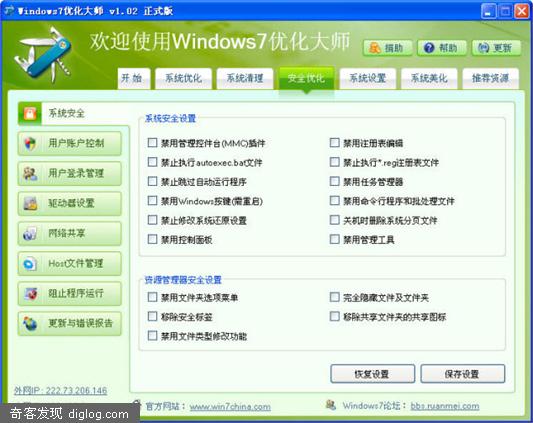 Windows7优化大师 v1.02 正式版
欢迎使用Windows7优化大师
捐助
帮助
更新
开 始
系统优化
系统清理
安全优化
系统设置
系统美化
推荐资源
系统安全
用户账户控制
用户登录管理
驱动器设置
网络共享
Host文件管理
阻止程序运行
更新与错误报告
系统安全设置
禁用管理控件台(MMC)插件
禁用注册表编辑
禁止执行autoexec.bat文件
禁止执行*.reg注册表文件
禁止跳过自动运行程序
禁用任务管理器
禁用Windows按键(需重启)
禁用命令行程序和批处理文件
禁止修改系统还原设置
关机时删除系统分页文件
禁用控制面板
禁用管理工具
资源管理器安全设置
禁用文件夹选项菜单
完全隐藏文件及文件夹
移除安全标签
移除共享文件夹的共享图标
禁用文件类型修改功能
恢复设置
保存设置
外网IP：222.73.206.146
奇客发现 diglog.com
官方网站： www.win7china.com
Windows7论坛： bbs.ruanmei.com